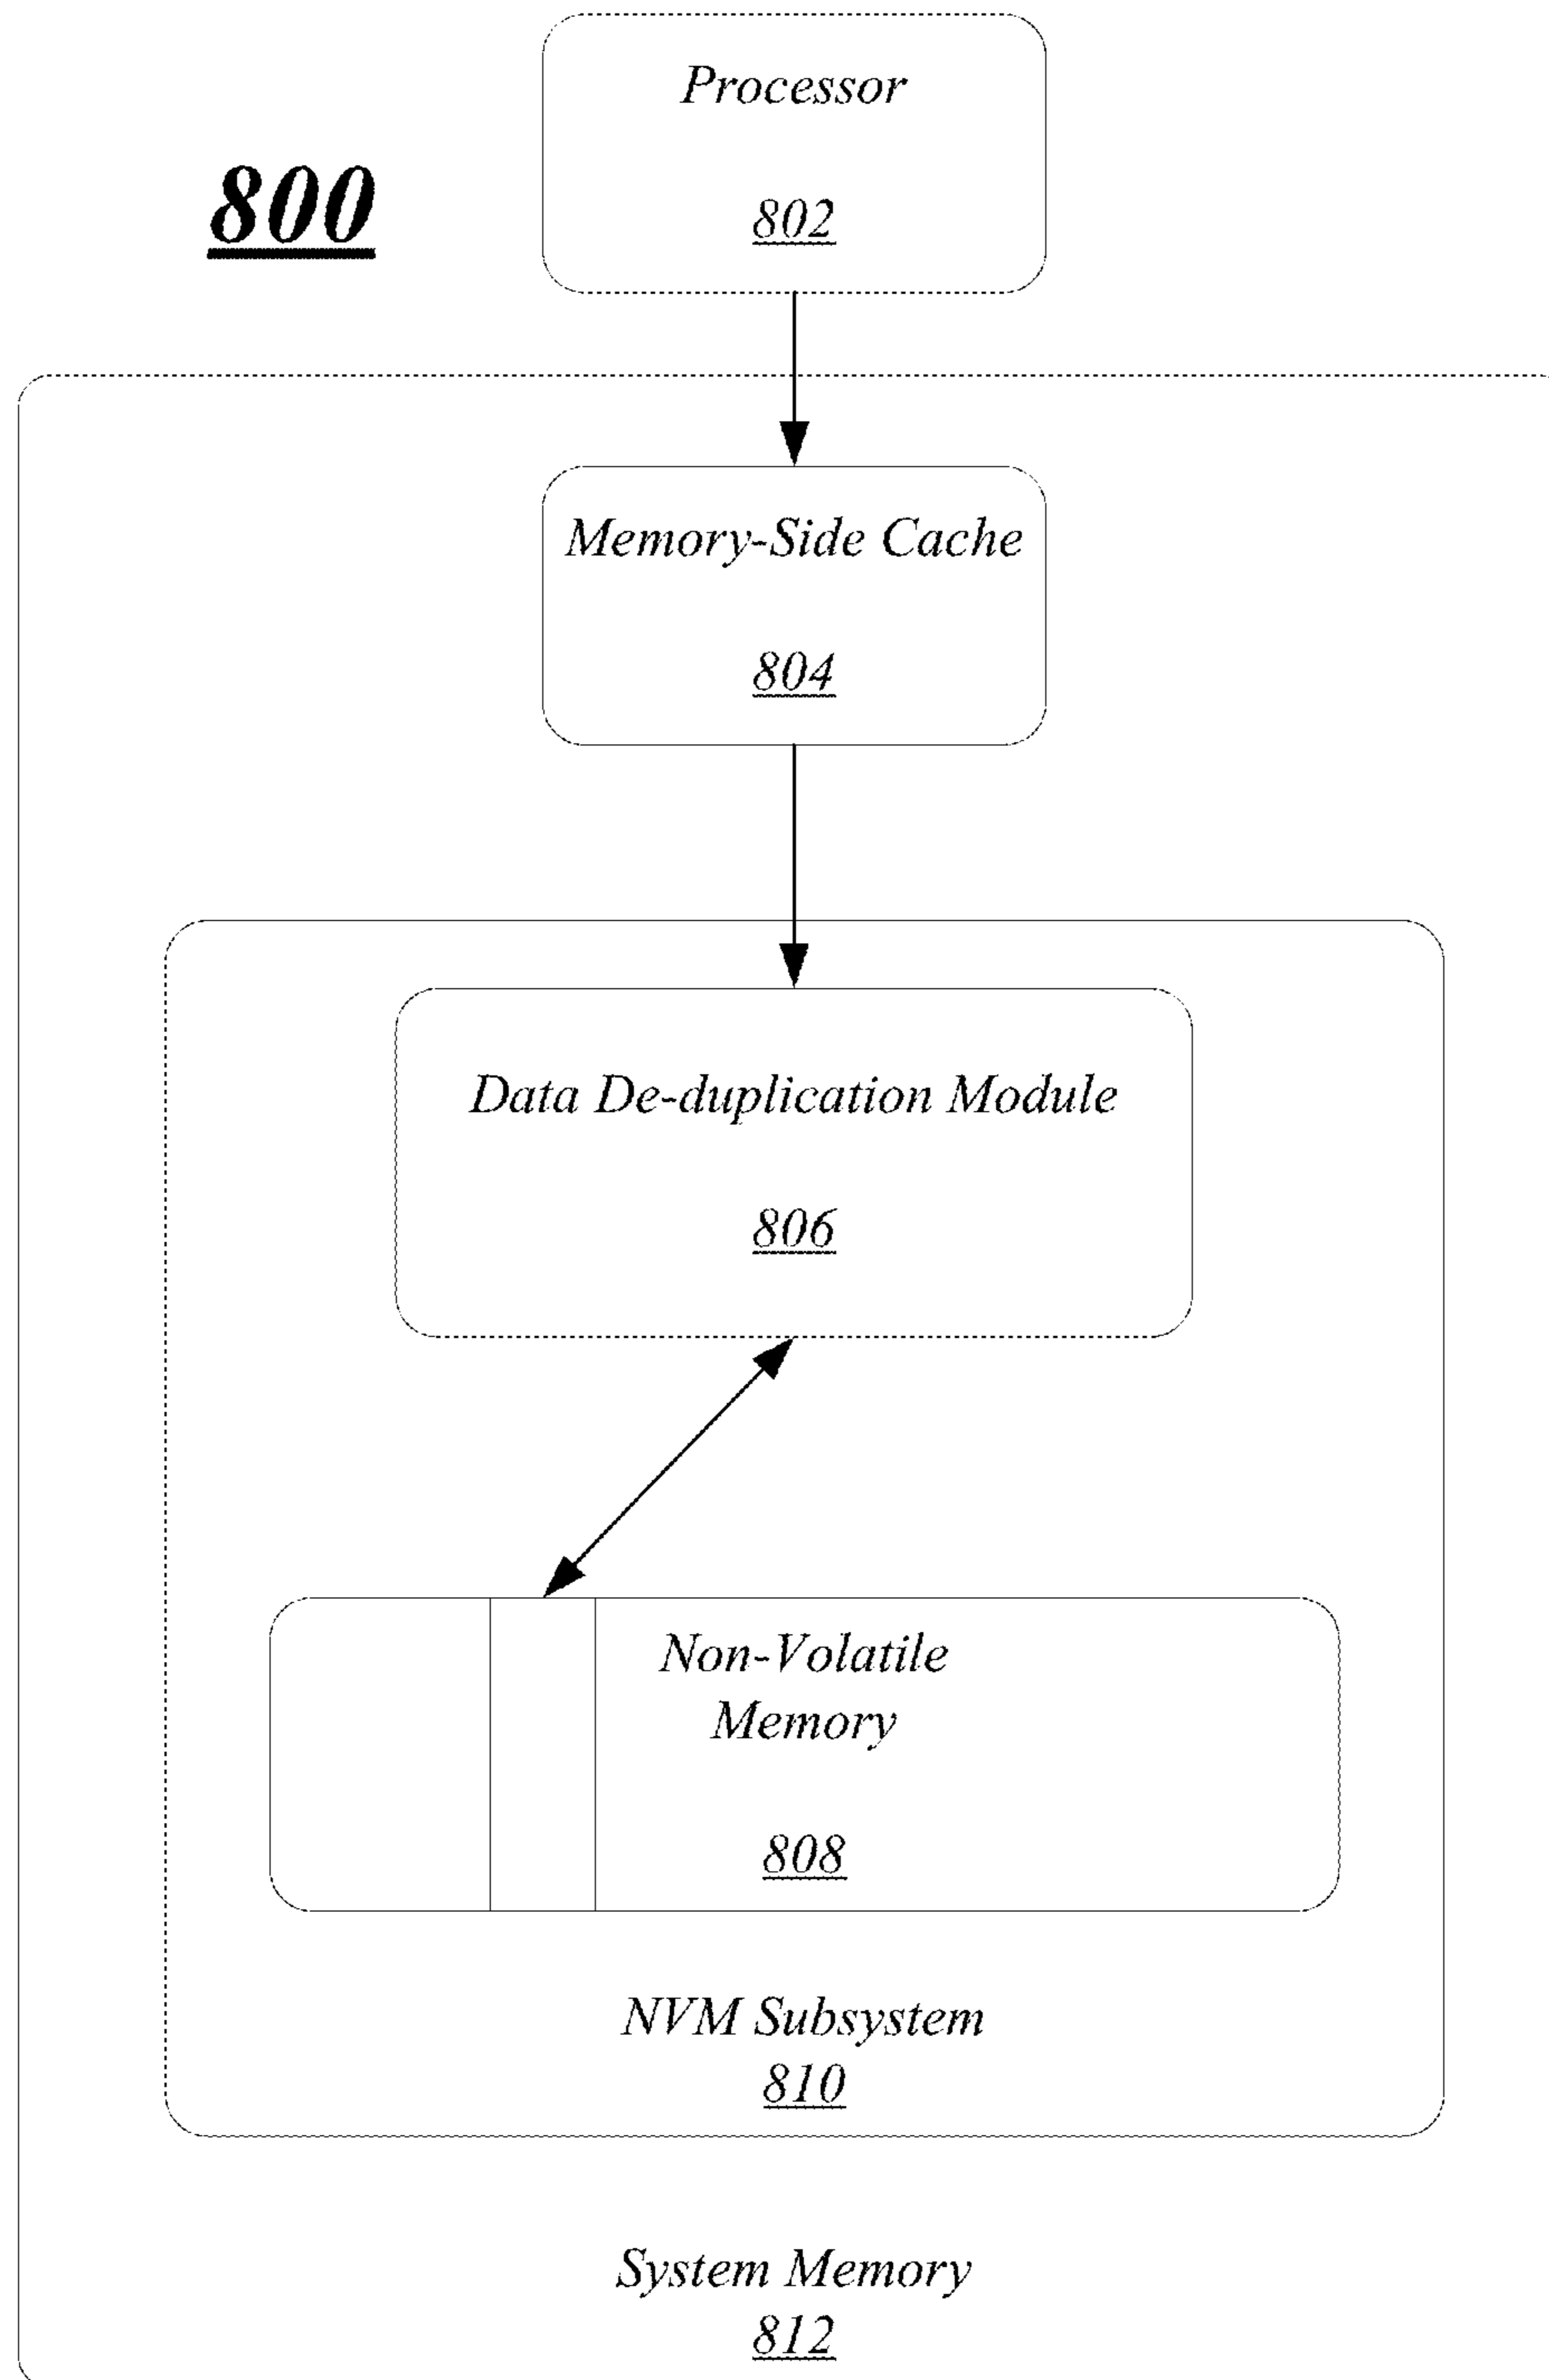 800
Processor
802
Memory-Side Cache
804
Data De-duplication Module
806
Non-Volatile
Memory
808
NVM Subsystem
810
System Memory
812